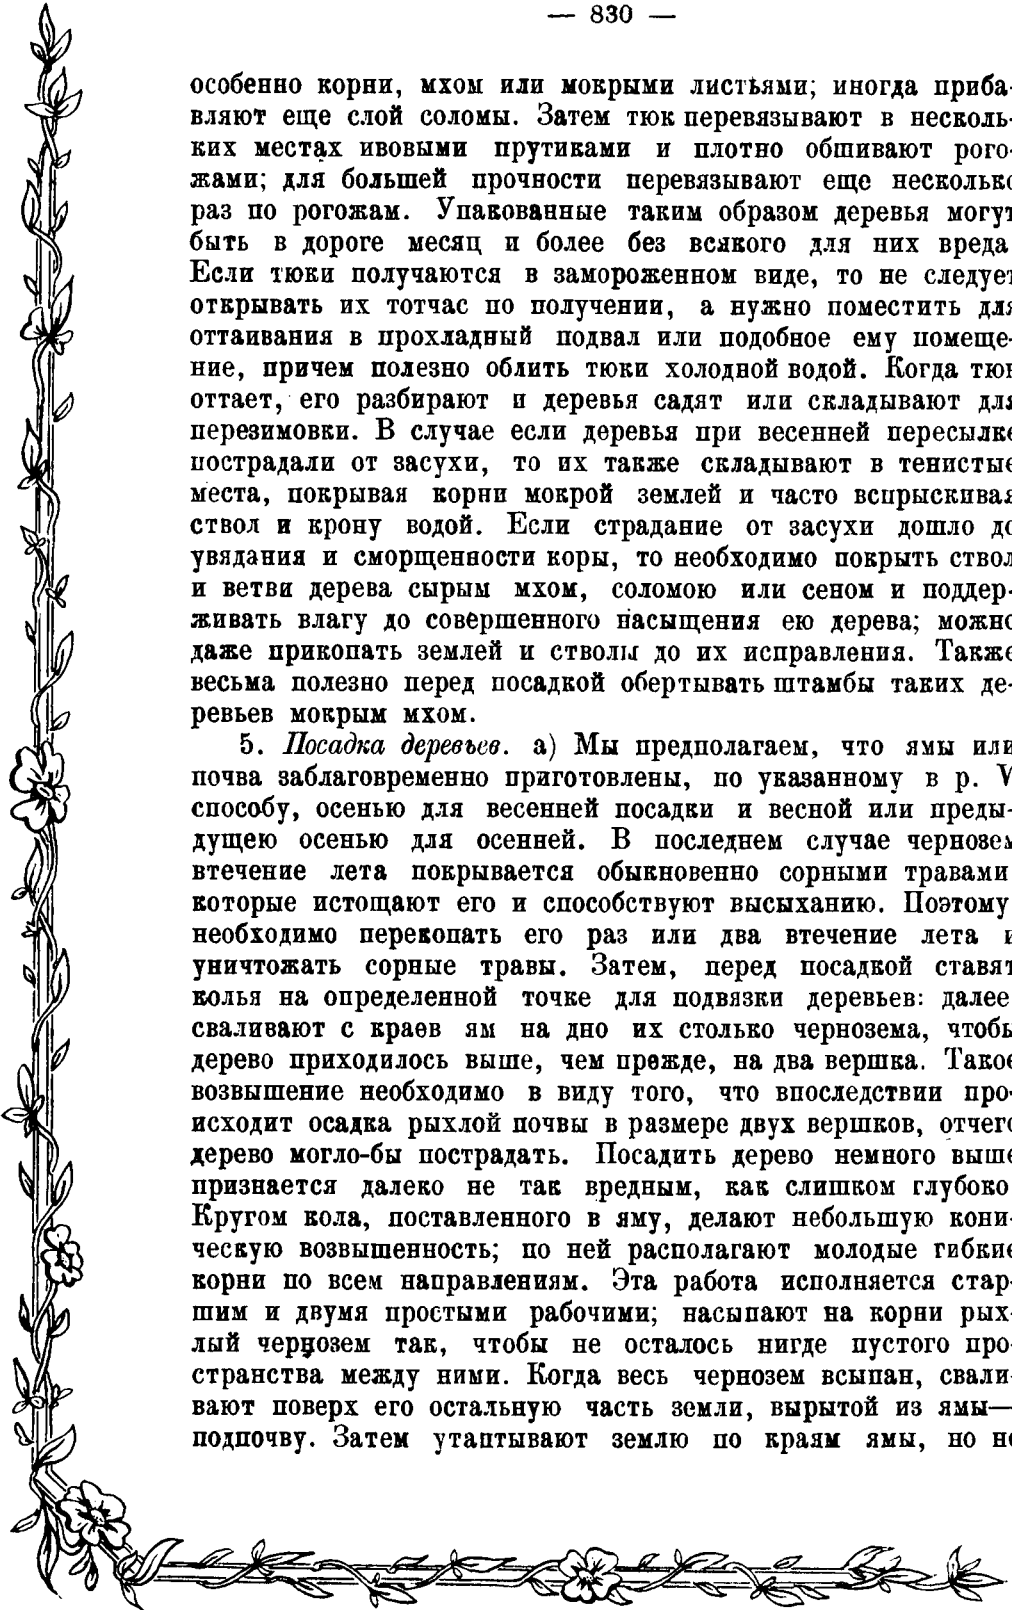 — 830 —
особенно корни, мхом или мокрыми листьями; иногда приба-
вляют еще слой соломы. Затем тюк перевязывают в несколь-
ких местах ивовыми прутиками и плотно обшивают рого-
жами; для большей прочности перевязывают еще несколько
раз по рогожам. Упакованные таким образом деревья могут
быть в дороге месяц и более без всякого для них вреда
Если тюки получаются в замороженном виде, то не следует
открывать их тотчас по получении, а нужно поместить для
оттаивания в прохладный подвал или подобное ему помеще-
ние, причем полезно облить тюки холодной водой. Когда тюк
оттает, его разбирают и деревья садят или складывают для
перезимовки. В случае если деревья при весенней пересылке
пострадали от засухи, то их также складывают в тенистые
места, покрывая корни мокрой землей и часто вспрыскивая
ствол и крону водой. Если страдание от засухи дошло до
увядания и сморщенности коры, то необходимо покрыть ствол
и ветви дерева сырым мхом, соломою или сеном и поддер-
живать влагу до совершенного насыщения ею дерева; можно
даже прикопать землей и стволы до их исправления. Также
весьма полезно перед посадкой обертывать штамбы таких де-
ревьев мокрым мхом.
5. Посадка деревьев. а) Мы предполагаем, что ямы или
почва заблаговременно приготовлены, по указанному в р. V
способу, осенью для весенней посадки и весной или преды-
дущею осенью для осенней. В последнем случае чернозем
втечение лета покрывается обыкновенно сорными травами
которые истощают его и способствуют высыханию. Поэтому
необходимо перекопать его раз или два втечение лета и
уничтожать сорные травы. Затем, перед посадкой ставят
колья на определенной точке для подвязки деревьев: далее
сваливают с краев ям на дно их столько чернозема, чтобы
дерево приходилось выше, чем прежде, на два вершка. Такое
возвышение необходимо в виду того, что впоследствии про-
исходит осадка рыхлой почвы в размере двух вершков, отчего
дерево могло-бы пострадать. Посадить дерево немного выше
признается далеко не так вредным, как слишком глубоко
Кругом кола, поставленного в яму, делают небольшую кони-
ческую возвышенность; по ней располагают молодые гибкие
корни по всем направлениям. Эта работа исполняется стар-
шим и двумя простыми рабочими; насыпают на корни рых-
лый чернозем так, чтобы не осталось нигде пустого про-
странства между ними. Когда весь чернозем всыпан, свали-
вают поверх его остальную часть земли, вырытой из ямы—
подпочву. Затем утаптывают землю по краям ямы, но не